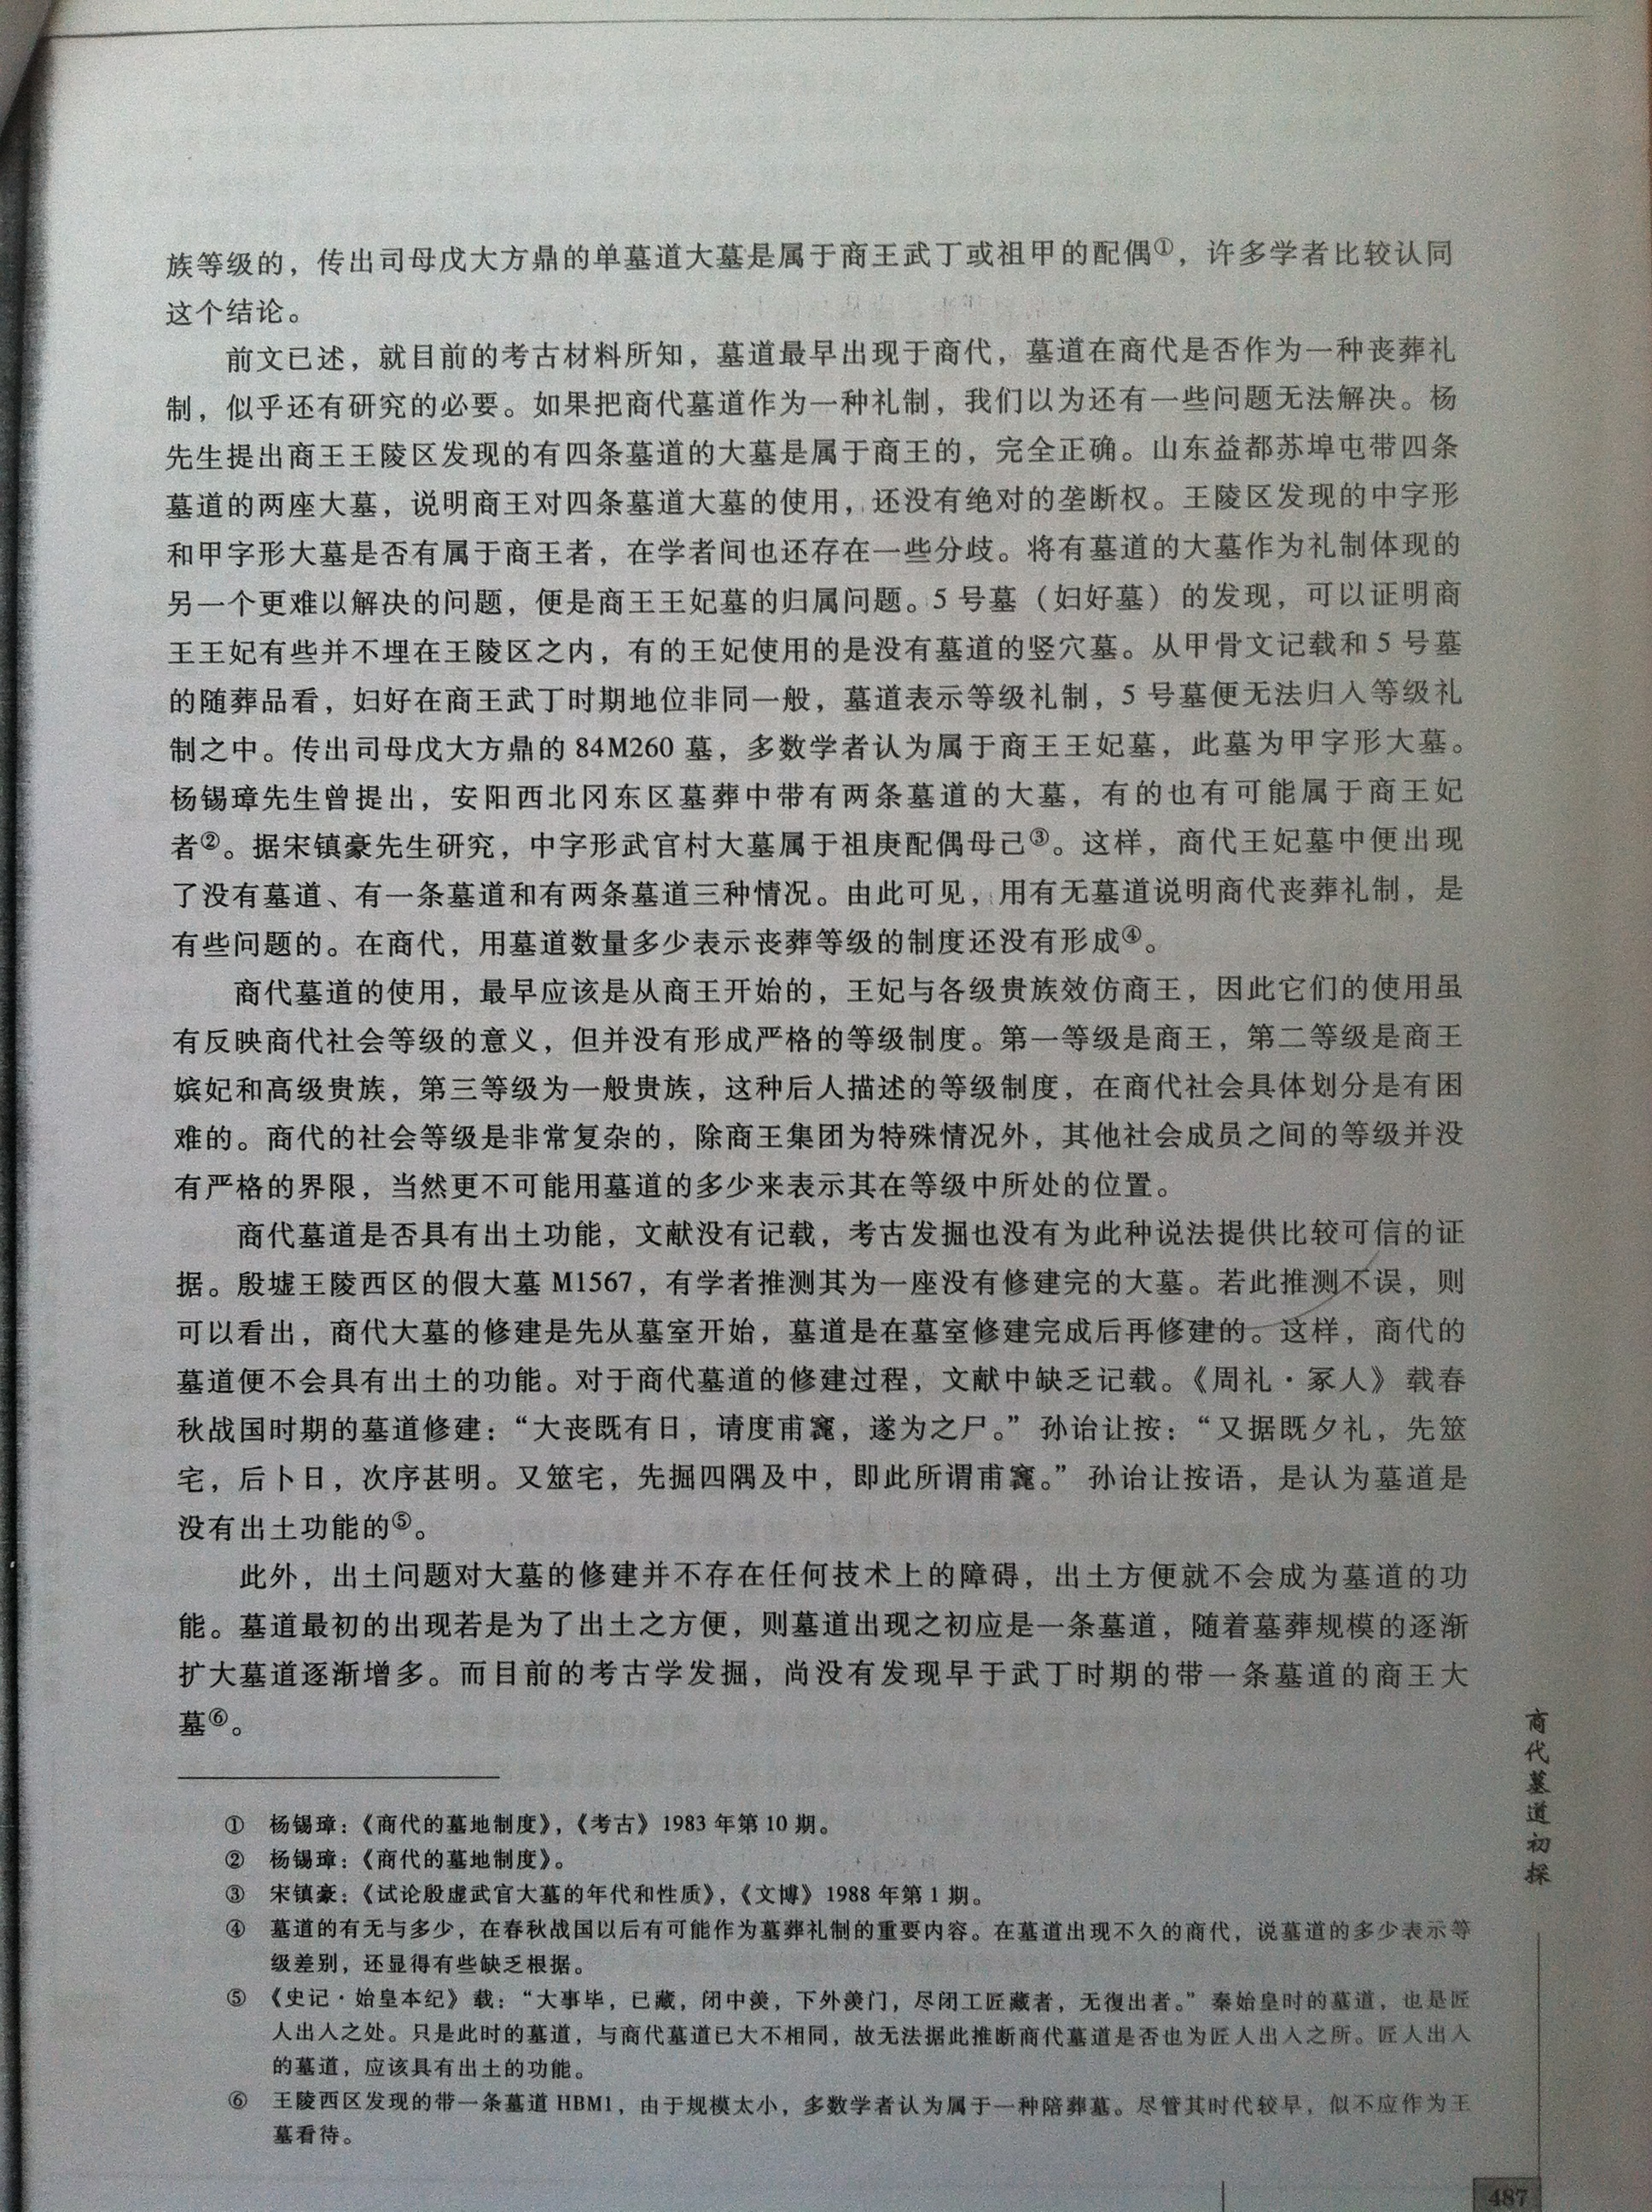 族等级的，传出司母戊大方鼎的单墓道大墓是属于商王武丁或祖甲的配偶①，许多学者比较认同
这个结论。
前文已述，就目前的考古材料所知，墓道最早出现于商代，墓道在商代是否作为一种丧葬礼
制，似乎还有研究的必要。如果把商代墓道作为一种礼制，我们以为还有一些问题无法解决。杨
先生提出商王王陵区发现的有四条墓道的大墓是属于商王的，完全正确。山东益都苏埠屯带四条
墓道的两座大墓，说明商王对四条墓道大墓的使用，还没有绝对的垄断权。王陵区发现的中字形
和甲字形大墓是否有属于商王者，在学者间也还存在一些分歧。将有墓道的大墓作为礼制体现的
另一个更难以解决的问题，便是商王王妃墓的归属问题。5号墓（妇好墓）的发现，可以证明商
王王妃有些并不埋在王陵区之内，有的王妃使用的是没有墓道的竖穴墓。从甲骨文记载和5号墓
的随葬品看，妇好在商王武丁时期地位非同一般，墓道表示等级礼制，5号墓便无法归入等级礼
制之中。传出司母戊大方鼎的84M260墓，多数学者认为属于商王王妃墓，此墓为甲字形大墓。
杨锡璋先生曾提出，安阳西北冈东区墓葬中带有两条墓道的大墓，有的也有可能属于商王妃
者②。据宋镇豪先生研究，中字形武官村大墓属于祖庚配偶母己③。这样，商代王妃墓中便出现
了没有墓道、有一条墓道和有两条墓道三种情况。由此可见，用有无墓道说明商代丧葬礼制，是
有些问题的。在商代，用墓道数量多少表示丧葬等级的制度还没有形成④。
商代墓道的使用，最早应该是从商王开始的，王妃与各级贵族效仿商王，因此它们的使用虽
有反映商代社会等级的意义，但并没有形成严格的等级制度。第一等级是商王，第二等级是商王
嫔妃和高级贵族，第三等级为一般贵族，这种后人描述的等级制度，在商代社会具体划分是有困
难的。商代的社会等级是非常复杂的，除商王集团为特殊情况外，其他社会成员之间的等级并没
有严格的界限，当然更不可能用墓道的多少来表示其在等级中所处的位置。
商代墓道是否具有出土功能，文献没有记载，考古发掘也没有为此种说法提供比较可信的证
据。殷墟王陵西区的假大墓M1567，有学者推测其为一座没有修建完的大墓。若此推测不误，则
可以看出，商代大墓的修建是先从墓室开始，墓道是在墓室修建完成后再修建的。这样，商代的
墓道便不会具有出土的功能。对于商代墓道的修建过程，文献中缺乏记载。《周礼·冢人》载春
秋战国时期的墓道修建：“大丧既有日，请度甫竁，遂为之尸。”孙诒让按：“又据既夕礼，先筮
宅，后卜日，次序甚明。又筮宅，先掘四隅及中，即此所谓甫竁。”孙诒让按语，是认为墓道是
没有出土功能的⑤。
此外，出土问题对大墓的修建并不存在任何技术上的障碍，出土方便就不会成为墓道的功
能。墓道最初的出现若是为了出土之方便，则墓道出现之初应是一条墓道，随着墓葬规模的逐渐
扩大墓道逐渐增多。而目前的考古学发掘，尚没有发现早于武丁时期的带一条墓道的商王大
墓⑥。
① 杨锡璋：《商代的墓地制度》，《考古》1983年第10期。
② 杨锡璋：《商代的墓地制度》。
③ 宋镇豪：《试论殷虚武官大墓的年代和性质》，《文博》1988年第1期。
④ 墓道的有无与多少，在春秋战国以后有可能作为墓葬礼制的重要内容。在墓道出现不久的商代，说墓道的多少表示等
级差别，还显得有些缺乏根据。
⑤ 《史记·始皇本纪》载：“大事毕，已藏，闭中羡，下外羡门，尽闭工匠藏者，无復出者。”秦始皇时的墓道，也是匠
人出入之处。只是此时的墓道，与商代墓道已大不相同，故无法据此推断商代墓道是否也为匠人出入之所。匠人出入
的墓道，应该具有出土的功能。
⑥ 王陵西区发现的带一条墓道HBM1，由于规模太小，多数学者认为属于一种陪葬墓。尽管其时代较早，似不应作为王
墓看待。
商代墓道初探
487